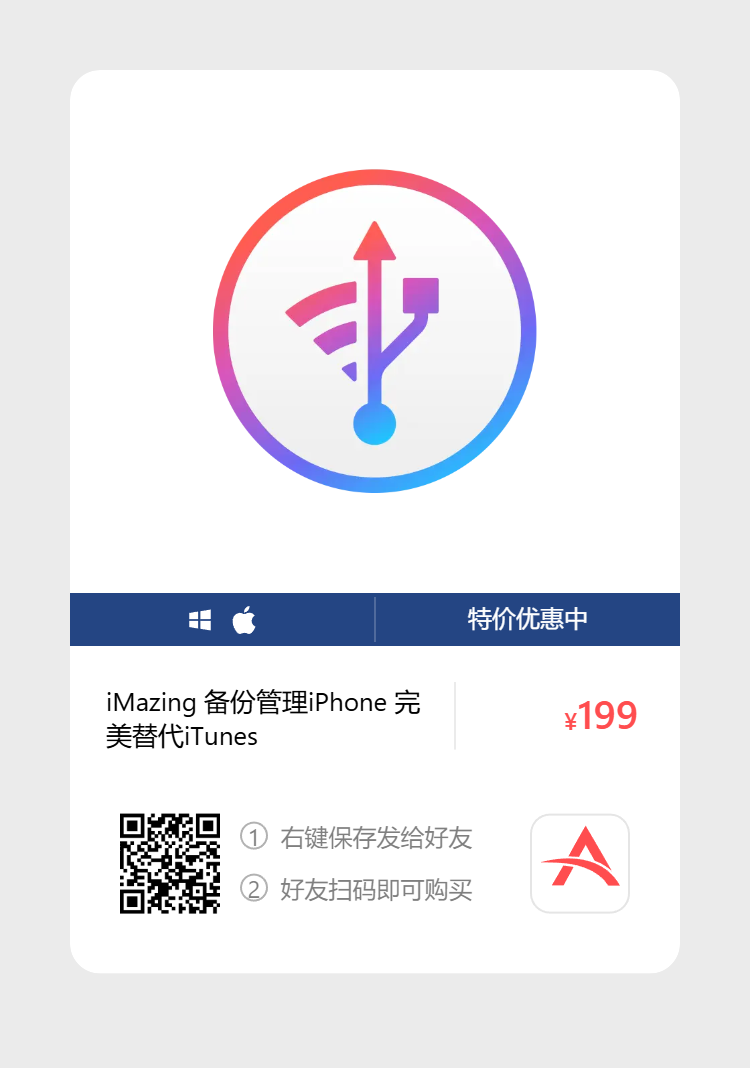 特价优惠中
iMazing 备份管理iPhone 完
美替代iTunes
¥199
① 右键保存发给好友
② 好友扫码即可购买